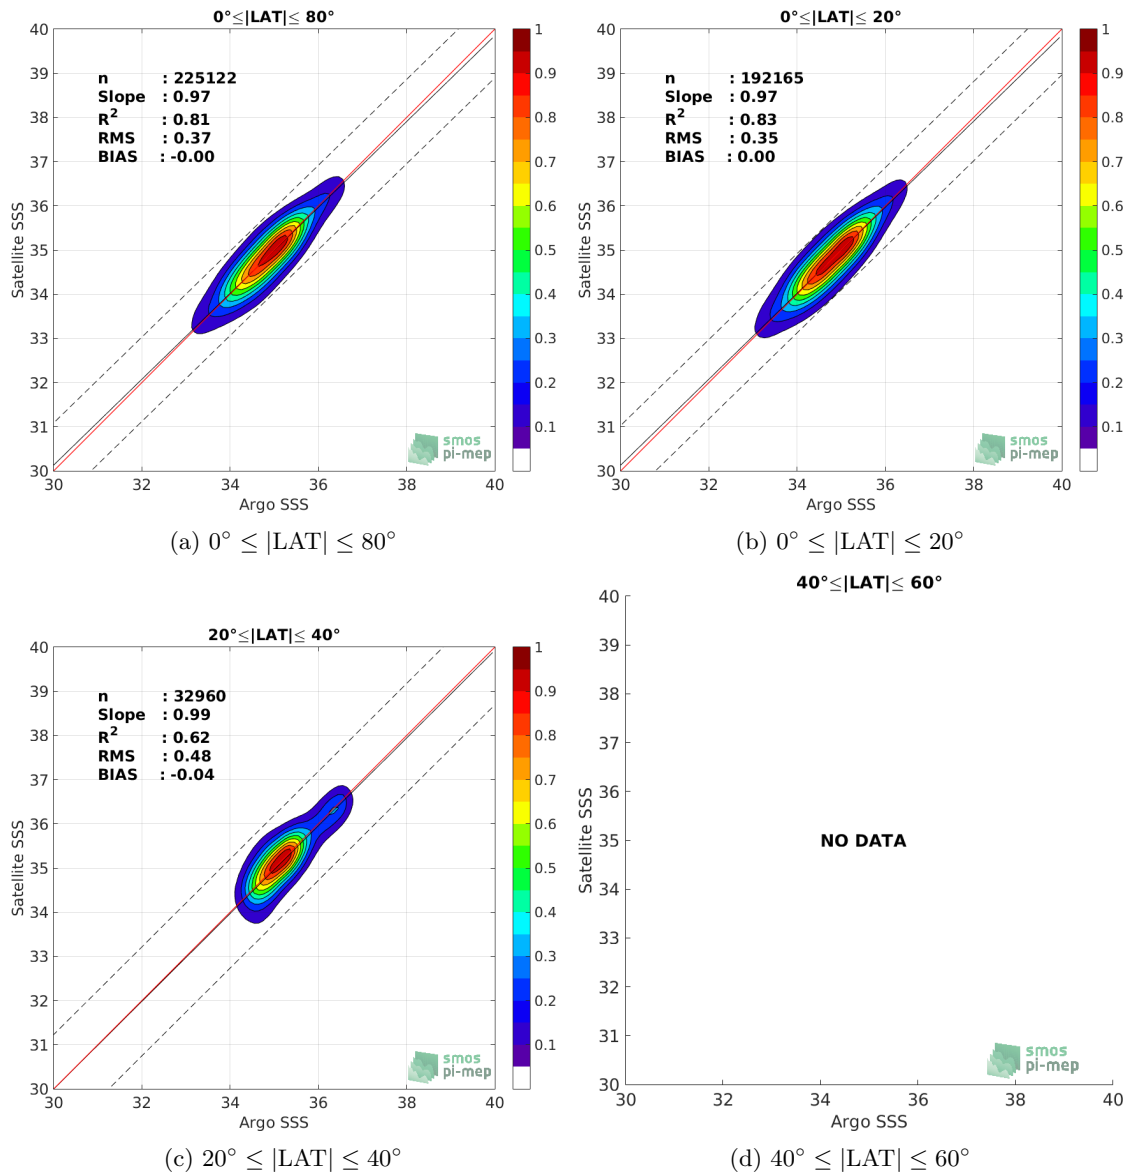 0°≤|LAT|≤ 80°
40
39
38
37
36
35
34
33
32
31
30
Satellite SSS
n : 225122
Slope : 0.97
R² : 0.81
RMS : 0.37
BIAS : -0.00
smos
pi-mep
30 32 34 36 38 40
Argo SSS
1
0.9
0.8
0.7
0.6
0.5
0.4
0.3
0.2
0.1
(a) 0° ≤ |LAT| ≤ 80°
0°≤|LAT|≤ 20°
40
39
38
37
36
35
34
33
32
31
30
Satellite SSS
n : 192165
Slope : 0.97
R² : 0.83
RMS : 0.35
BIAS : 0.00
smos
pi-mep
30 32 34 36 38 40
Argo SSS
1
0.9
0.8
0.7
0.6
0.5
0.4
0.3
0.2
0.1
(b) 0° ≤ |LAT| ≤ 20°
20°≤|LAT|≤ 40°
40
39
38
37
36
35
34
33
32
31
30
Satellite SSS
n : 32960
Slope : 0.99
R² : 0.62
RMS : 0.48
BIAS : -0.04
smos
pi-mep
30 32 34 36 38 40
Argo SSS
1
0.9
0.8
0.7
0.6
0.5
0.4
0.3
0.2
0.1
(c) 20° ≤ |LAT| ≤ 40°
40°≤|LAT|≤ 60°
40
39
38
37
36
35
34
33
32
31
30
Satellite SSS
NO DATA
smos
pi-mep
30 32 34 36 38 40
Argo SSS
(d) 40° ≤ |LAT| ≤ 60°